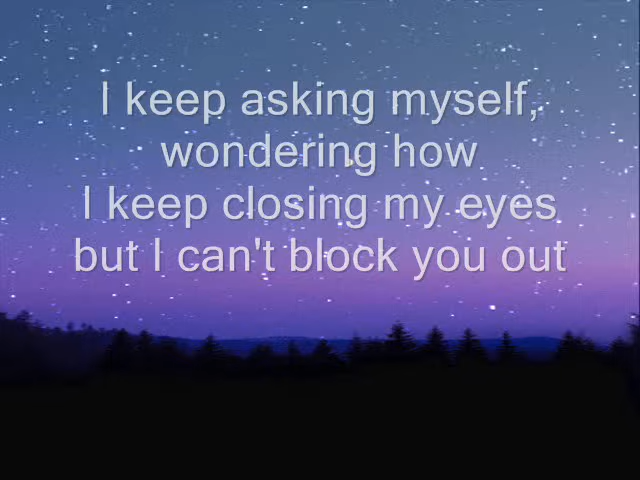 I keep asking myself,
wondering how
I keep closing my eyes
but I can't block you out